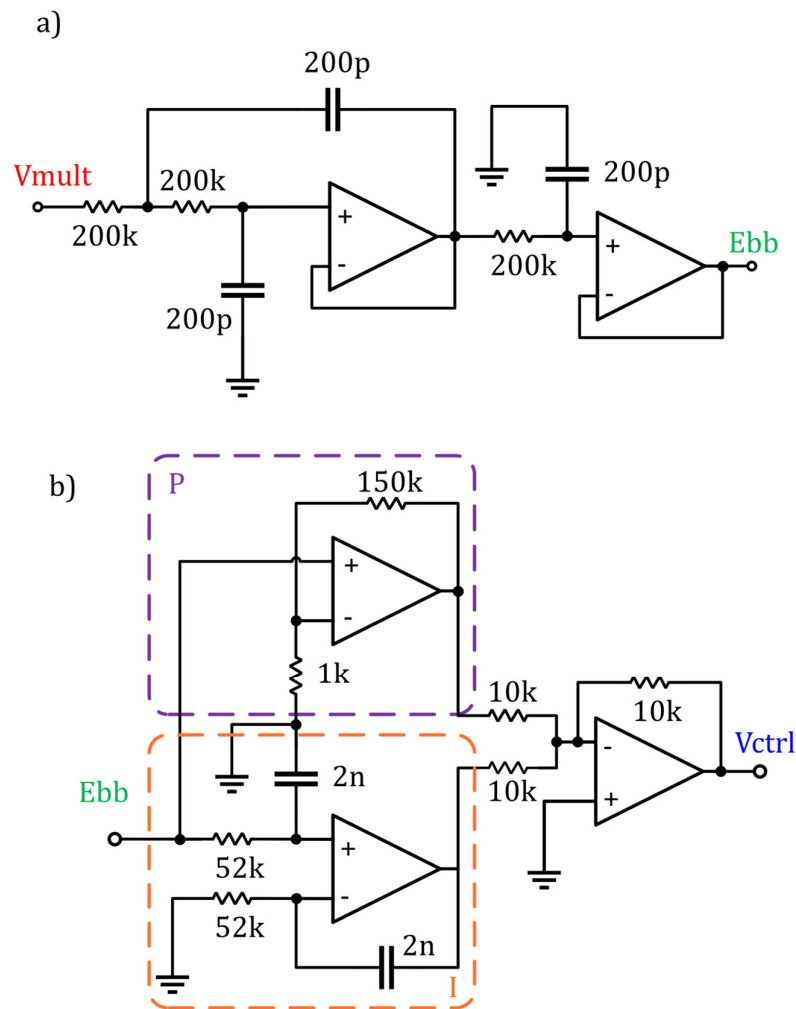 a)
200p
Vmult
200k
200k
200p
+
-
200k
200p
+
-
Ebb
b)
P
150k
+
-
1k
10k
10k
10k
-
+
Vctrl
2n
Ebb
52k
52k
+
-
2n
I